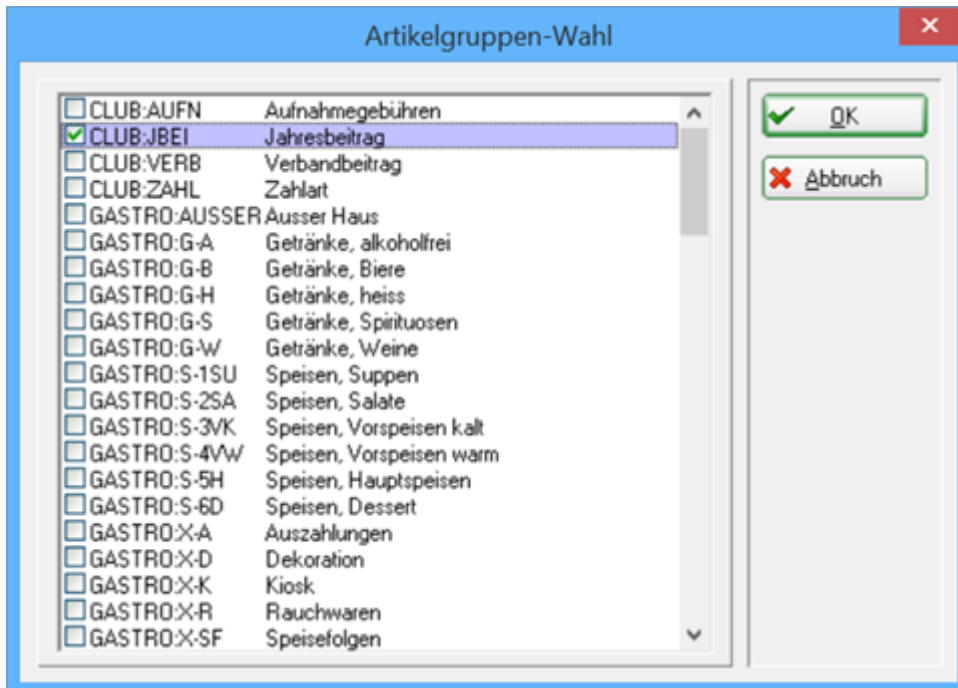 Artikelgruppen-Wahl
CLUB:AUFN Aufnahmegebühren
CLUB:JBEI Jahresbeitrag
CLUB:VERB Verbandbeitrag
CLUB:ZAHL Zahlart
GASTRO:AUSSER Ausser Haus
GASTRO:G-A Getränke, alkoholfrei
GASTRO:G-B Getränke, Biere
GASTRO:G-H Getränke, heiss
GASTRO:G-S Getränke, Spirituosen
GASTRO:G-W Getränke, Weine
GASTRO:S-1SU Speisen, Suppen
GASTRO:S-2SA Speisen, Salate
GASTRO:S-3VK Speisen, Vorspeisen kalt
GASTRO:S-4VW Speisen, Vorspeisen warm
GASTRO:S-5H Speisen, Hauptspeisen
GASTRO:S-6D Speisen, Dessert
GASTRO:X-A Auszahlungen
GASTRO:X-D Dekoration
GASTRO:X-K Kiosk
GASTRO:X-R Rauchwaren
GASTRO:X-SF Speisefolgen
OK
Abbruch